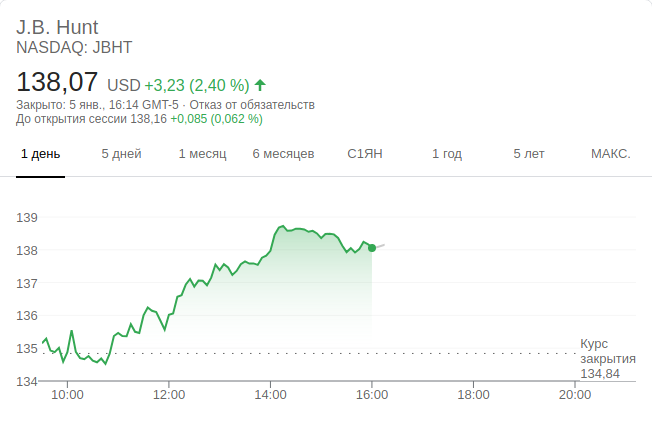 J.B. Hunt
NASDAQ: JBHT
138,07 USD +3,23 (2,40 %)
Закрыто: 5 янв., 16:14 GMT-5 · Отказ от обязательств
До открытия сессии 138,16 +0,085 (0,062 %)
1 день 5 дней 1 месяц 6 месяцев С1ЯН 1 год 5 лет МАКС.
139
138
137
136
135
134
Курс
закрытия
134,84
10:00 12:00 14:00 16:00 18:00 20:00